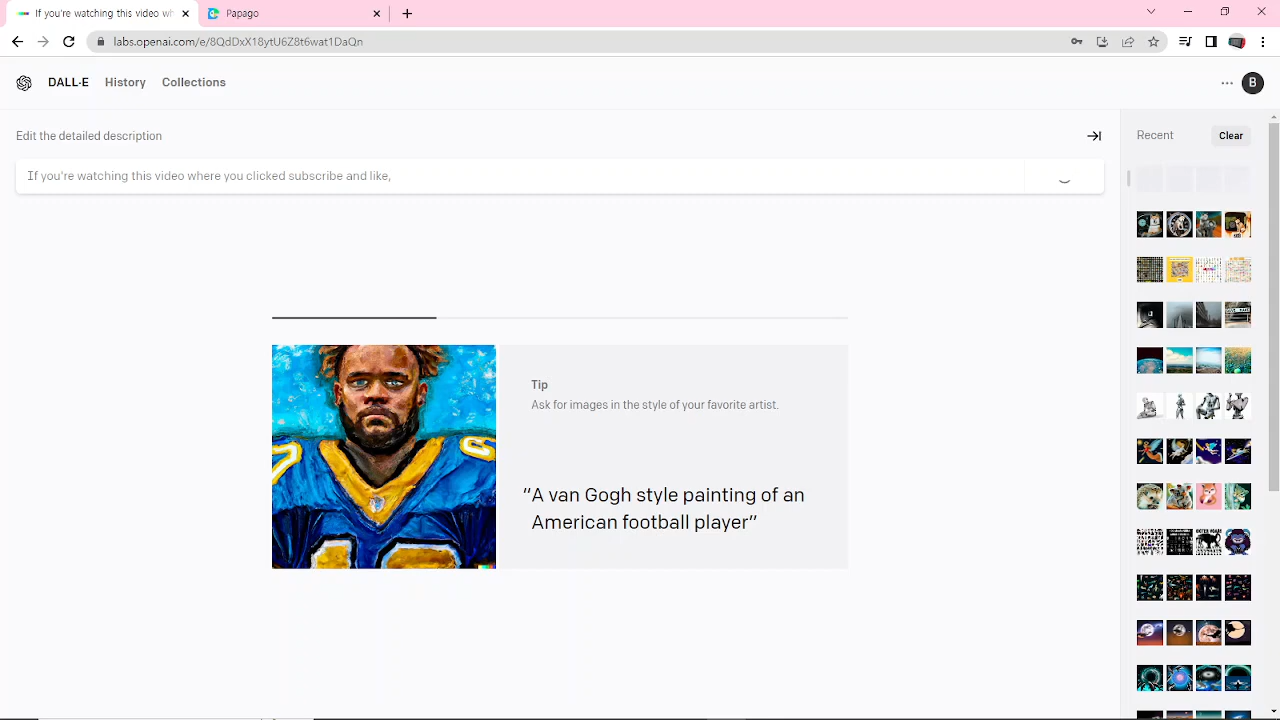 If you're watching this video wh
Papago
labs.openai.com/e/8QdDxX18ytU6Z8t6wat1DaQn
DALL·E
History
Collections
B
Edit the detailed description
Recent
Clear
If you're watching this video where you clicked subscribe and like,
Tip
Ask for images in the style of your favorite artist.
“A van Gogh style painting of an
American football player”